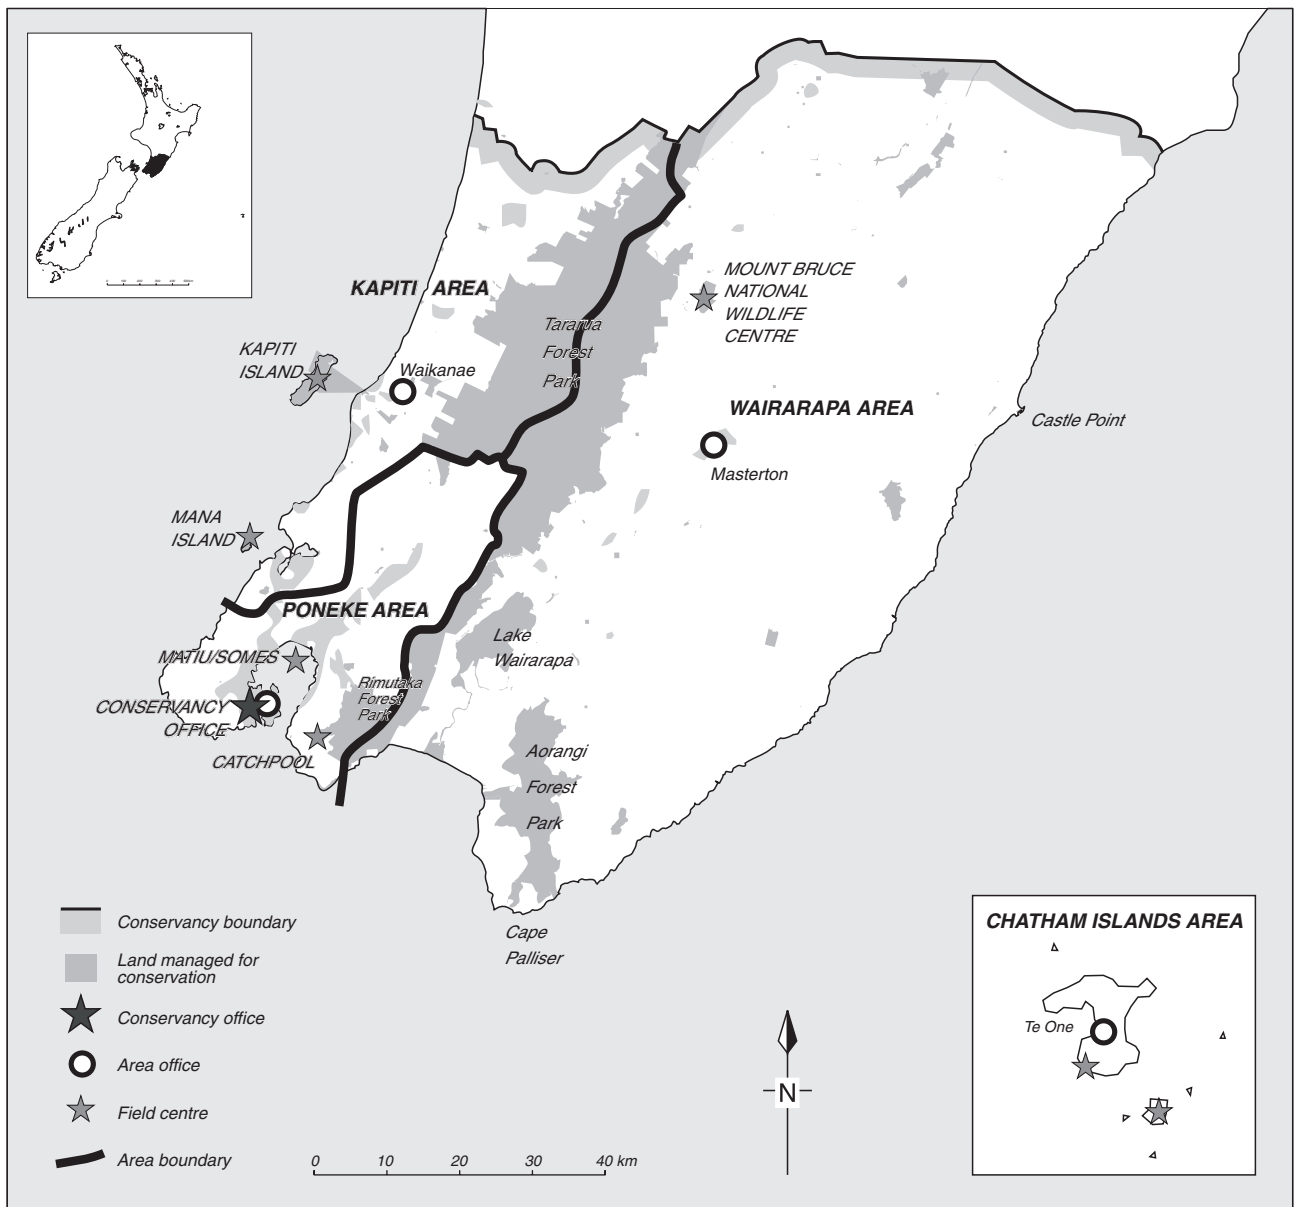 KAPITI AREA
MOUNT BRUCE
NATIONAL
WILDLIFE
CENTRE
Tararua
Forest
Park
KAPITI
ISLAND
Waikanae
WAIRARAPA AREA
Castle Point
Masterton
MANA
ISLAND
PONEKE AREA
Lake
Wairarapa
MATIU/SOMES
Rimutaka
Forest
Park
CONSERVANCY
OFFICE
CATCHPOOL
Aorangi
Forest
Park
Cape
Palliser
Conservancy boundary
Land managed for
conservation
Conservancy office
Area office
Field centre
Area boundary
0 10 20 30 40 km
N
CHATHAM ISLANDS AREA
Te One